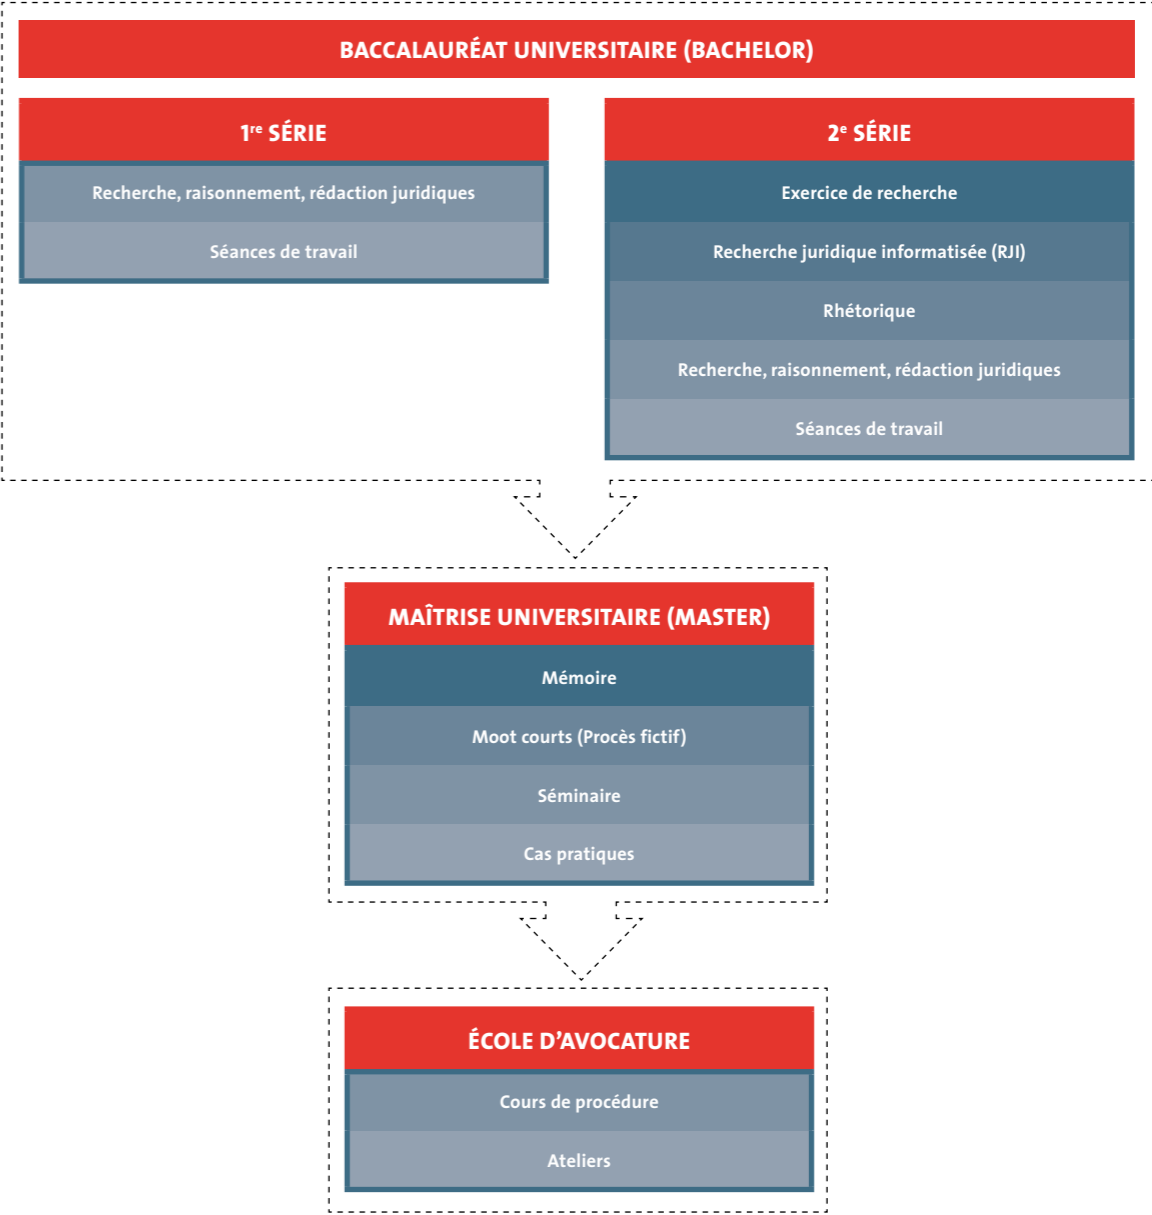 BACCALAURÉAT UNIVERSITAIRE (BACHELOR)
1re SÉRIE
Recherche, raisonnement, rédaction juridiques
Séances de travail
2e SÉRIE
Exercice de recherche
Recherche juridique informatisée (RJI)
Rhétorique
Recherche, raisonnement, rédaction juridiques
Séances de travail
MAÎTRISE UNIVERSITAIRE (MASTER)
Mémoire
Moot courts (Procès fictif)
Séminaire
Cas pratiques
ÉCOLE D’AVOCATURE
Cours de procédure
Ateliers